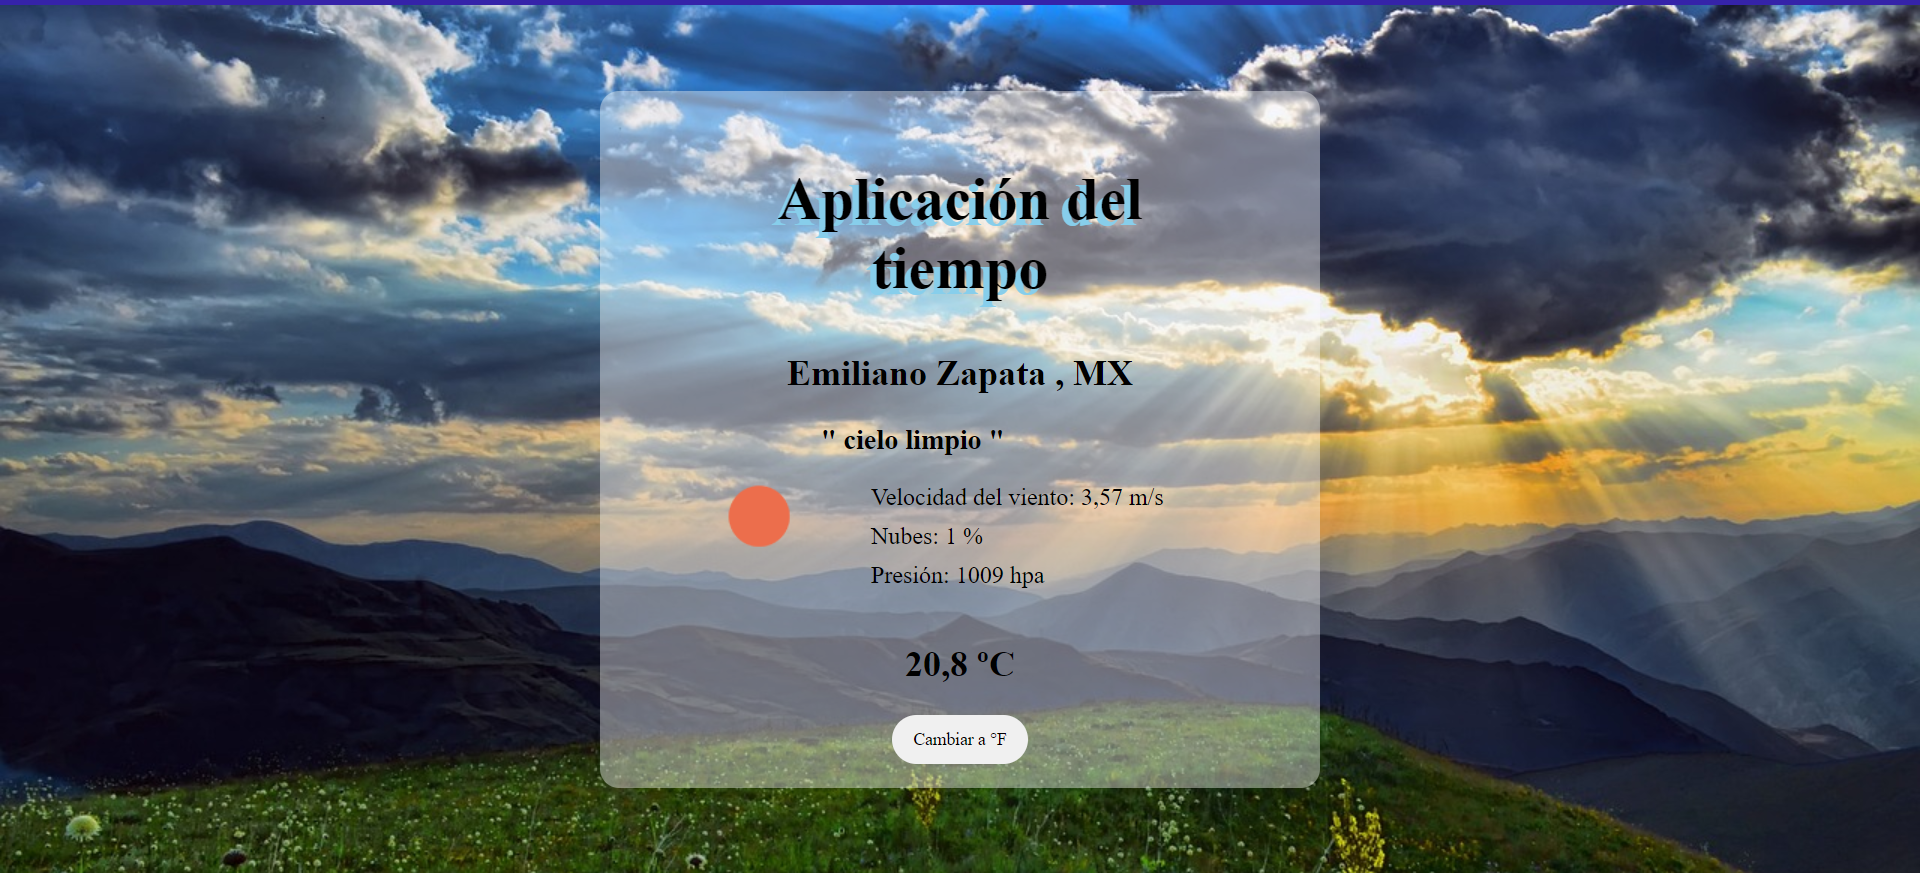 Aplicación del
tiempo
Emiliano Zapata , MX
" cielo limpio "
Velocidad del viento: 3,57 m/s
Nubes: 1 %
Presión: 1009 hpa
20,8 ºC
Cambiar a °F